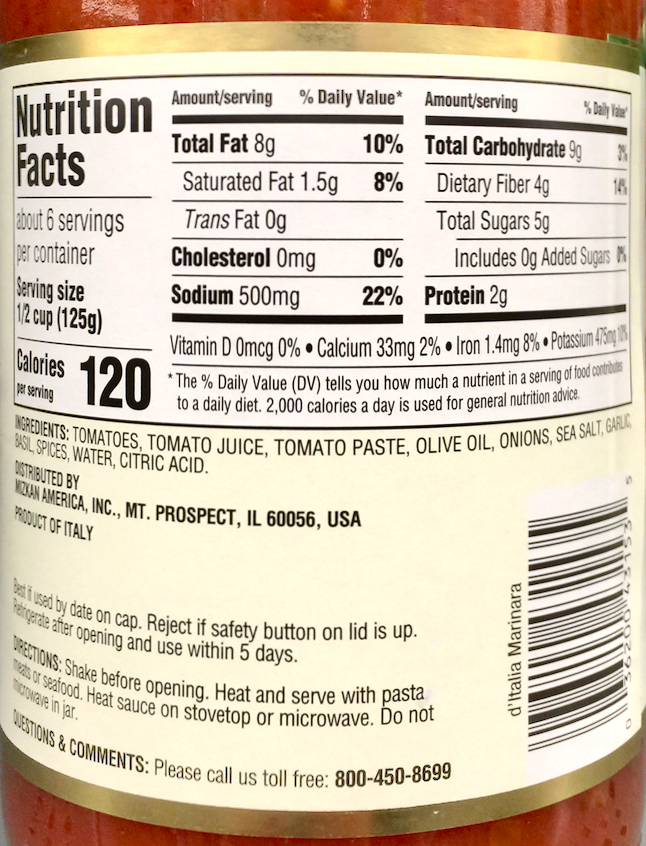 Nutrition
Facts
about 6 servings
per container
Serving size
1/2 cup (125g)
Calories
per serving
120
Amount/serving % Daily Value*
Total Fat 8g 10%
Saturated Fat 1.5g 8%
Trans Fat 0g
Cholesterol 0mg 0%
Sodium 500mg 22%
Amount/serving % Daily Value*
Total Carbohydrate 9g 3%
Dietary Fiber 4g 14%
Total Sugars 5g
Includes 0g Added Sugars 0%
Protein 2g
Vitamin D 0mcg 0% • Calcium 33mg 2% • Iron 1.4mg 8% • Potassium 475mg 10%
* The % Daily Value (DV) tells you how much a nutrient in a serving of food contributes
to a daily diet. 2,000 calories a day is used for general nutrition advice.
INGREDIENTS: TOMATOES, TOMATO JUICE, TOMATO PASTE, OLIVE OIL, ONIONS, SEA SALT, GARLIC,
BASIL, SPICES, WATER, CITRIC ACID.
DISTRIBUTED BY
MIZKAN AMERICA, INC., MT. PROSPECT, IL 60056, USA
PRODUCT OF ITALY
Best if used by date on cap. Reject if safety button on lid is up.
Refrigerate after opening and use within 5 days.
DIRECTIONS: Shake before opening. Heat and serve with pasta,
meats or seafood. Heat sauce on stovetop or microwave. Do not
microwave in jar.
QUESTIONS & COMMENTS: Please call us toll free: 800-450-8699
d'Italia Marinara
0 36200 43153 5